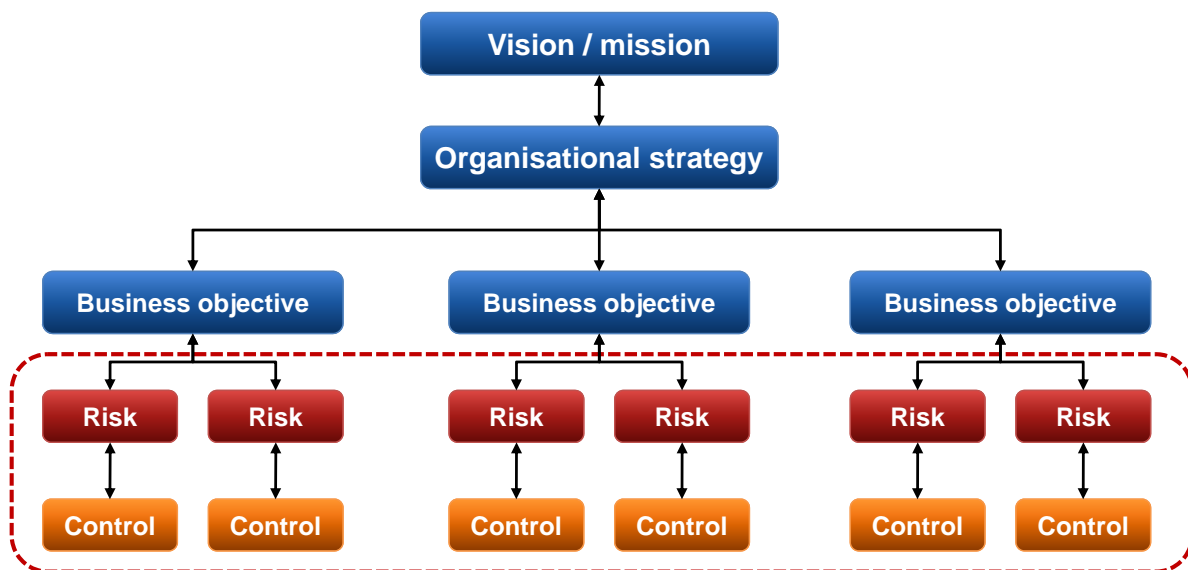 Vision / mission
Organisational strategy
Business objective
Business objective
Business objective
Risk
Risk
Risk
Risk
Risk
Risk
Control
Control
Control
Control
Control
Control